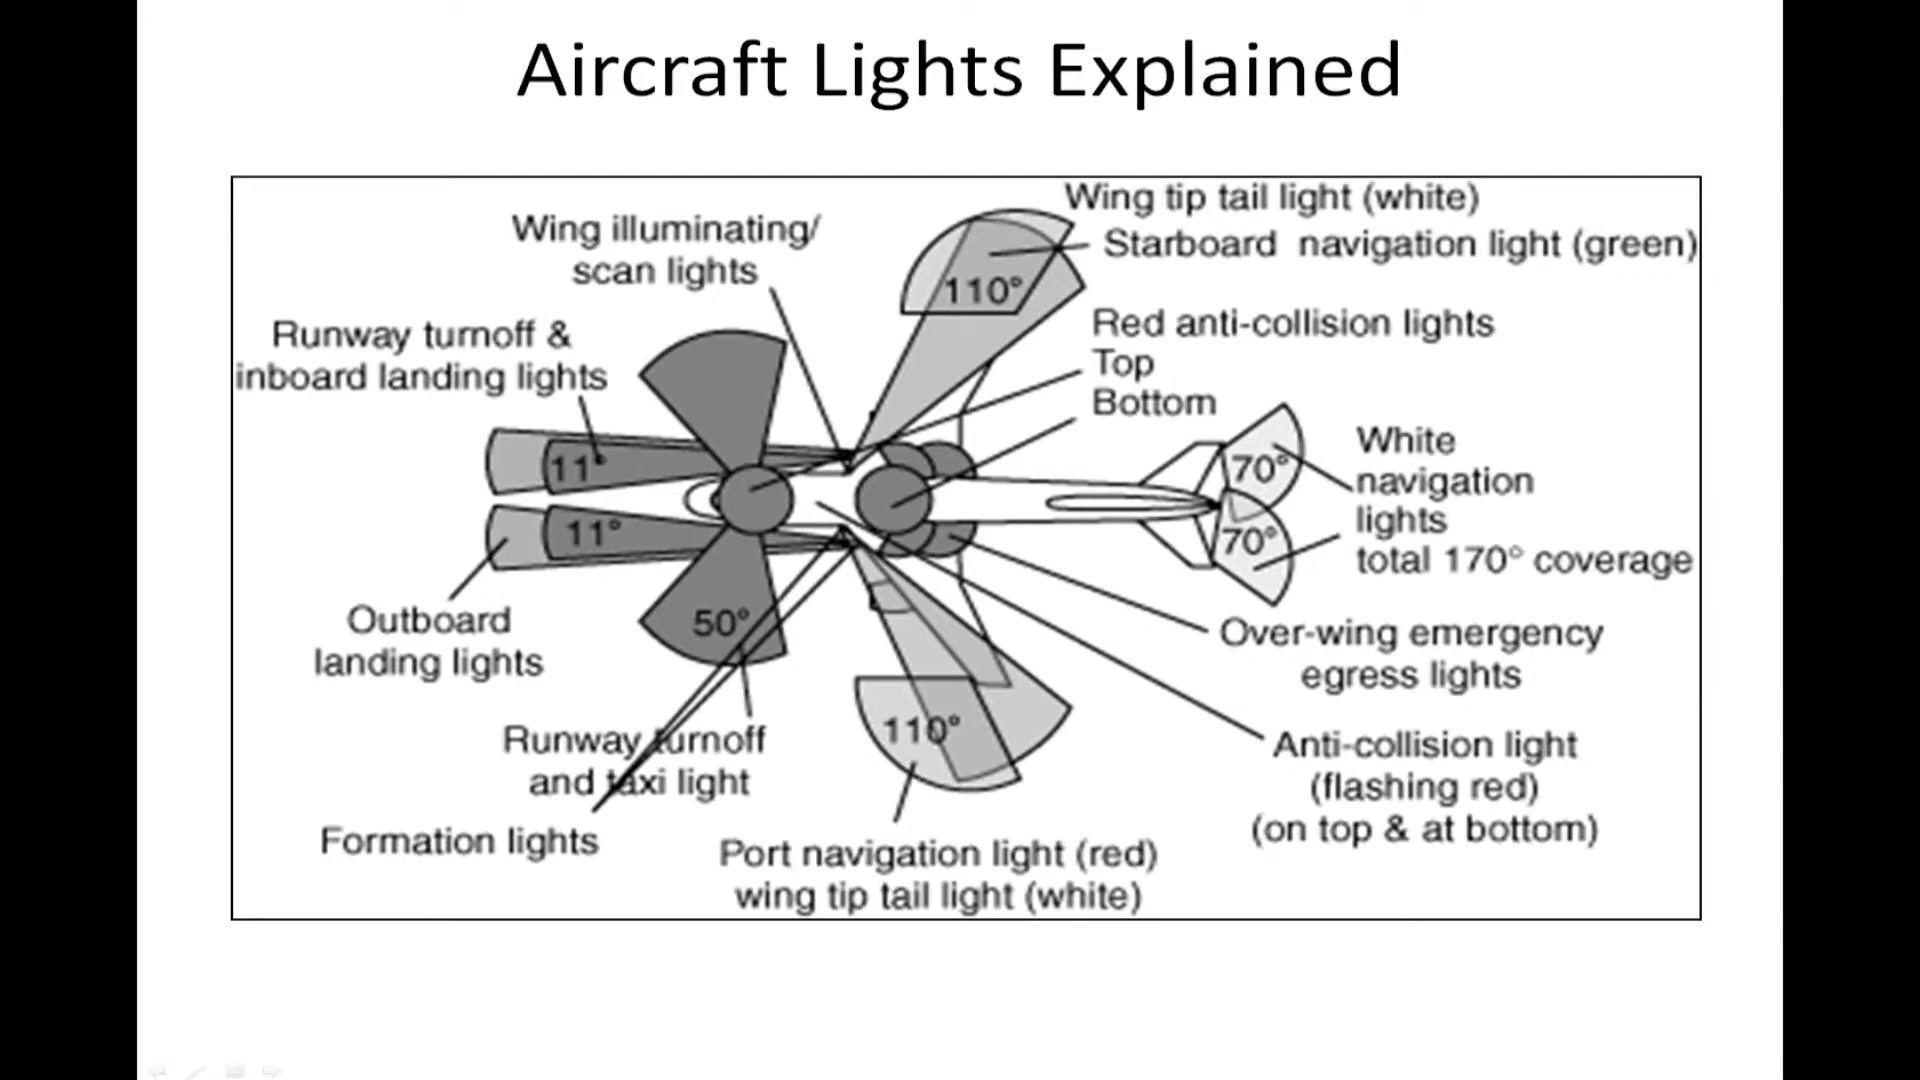 Aircraft Lights Explained
Wing tip tail light (white)
Starboard navigation light (green)
Wing illuminating/
scan lights
110°
Red anti-collision lights
Top
Bottom
Runway turnoff &
inboard landing lights
11°
11°
White
navigation
lights
total 170° coverage
70°
70°
Outboard
landing lights
50°
Over-wing emergency
egress lights
Runway turnoff
and taxi light
110°
Anti-collision light
(flashing red)
(on top & at bottom)
Formation lights
Port navigation light (red)
wing tip tail light (white)